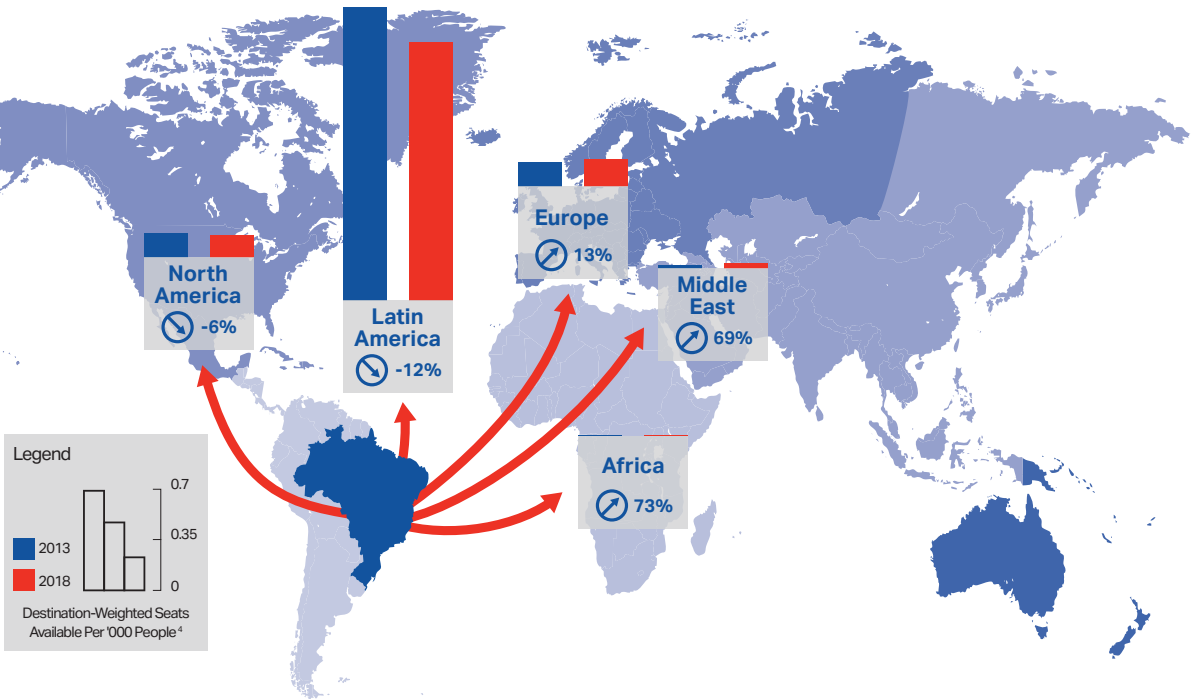 Europe
13%
North
America
-6%
Middle
East
69%
Latin
America
-12%
Africa
73%
Legend
0.7
0.35
0
2013
2018
Destination-Weighted Seats
Available Per '000 People 4